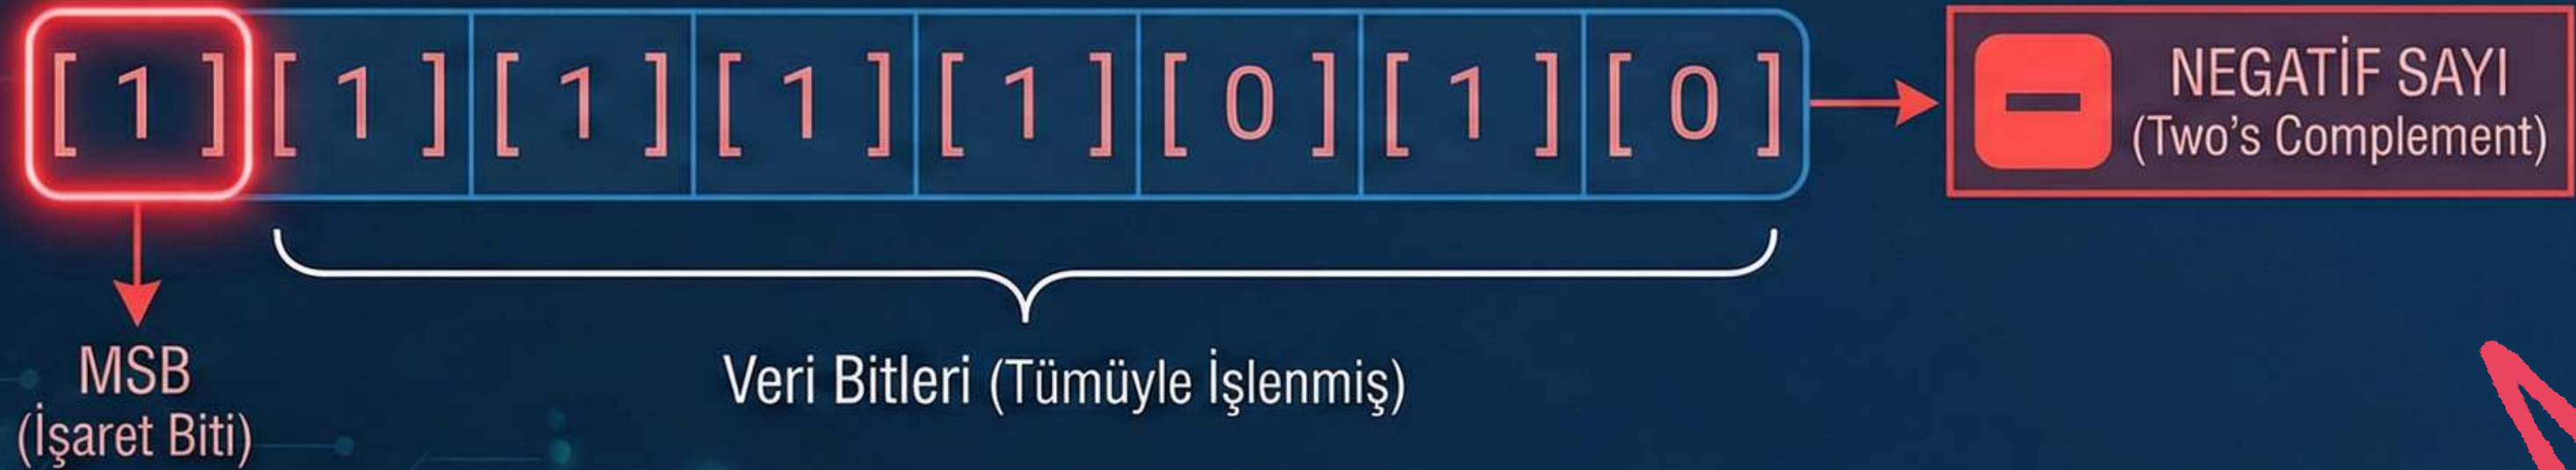 [ 1 ] [ 1 ] [ 1 ] [ 1 ] [ 1 ] [ 0 ] [ 1 ] [ 0 ]
NEGATİF SAYI
(Two's Complement)
MSB
(İşaret Biti)
Veri Bitleri (Tümüyle İşlenmiş)